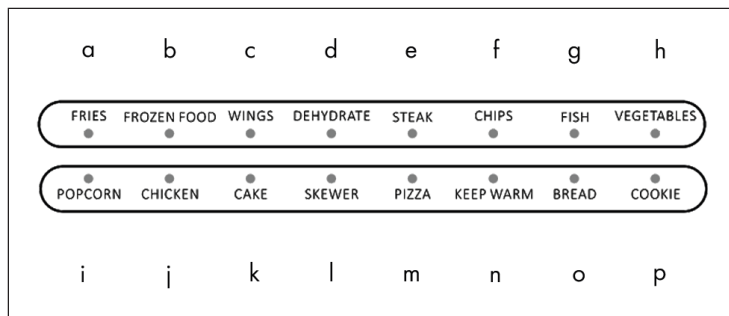 a b c d e f g h
FRIES FROZEN FOOD WINGS DEHYDRATE STEAK CHIPS FISH VEGETABLES
POPCORN CHICKEN CAKE SKEWER PIZZA KEEP WARM BREAD COOKIE
i j k l m n o p